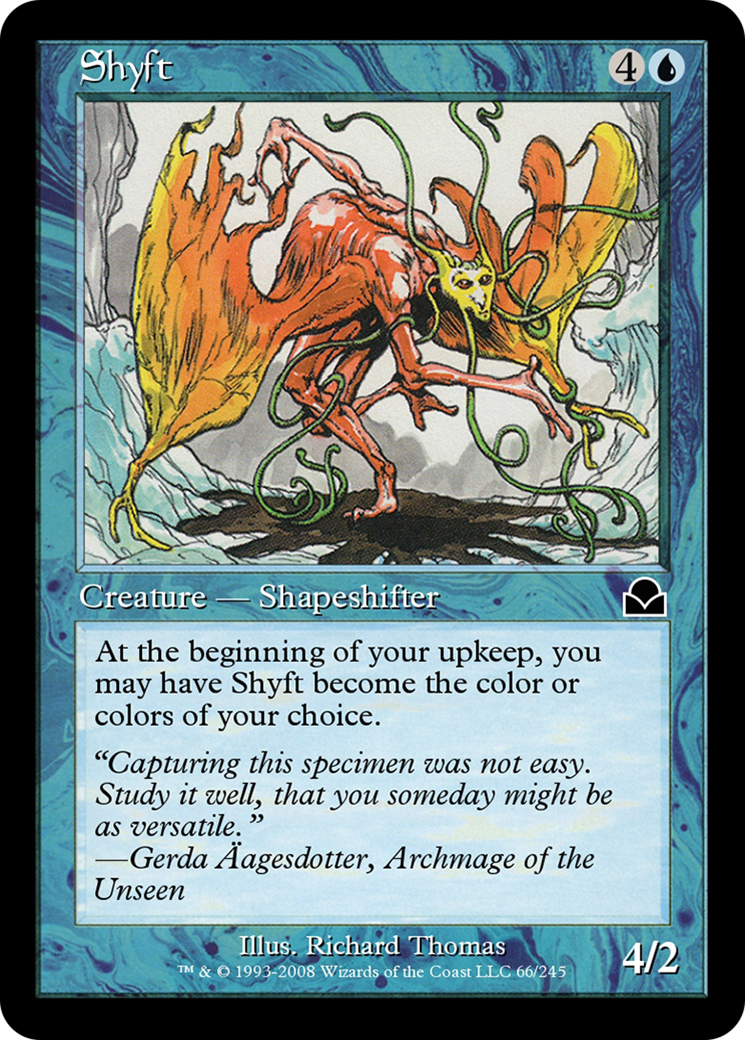 Shyft
4
Creature — Shapeshifter
At the beginning of your upkeep, you
may have Shyft become the color or
colors of your choice.
“Capturing this specimen was not easy.
Study it well, that you someday might be
as versatile.”
—Gerda Äagesdotter, Archmage of the
Unseen
Illus. Richard Thomas
™ & © 1993-2008 Wizards of the Coast LLC 66/245
4/2